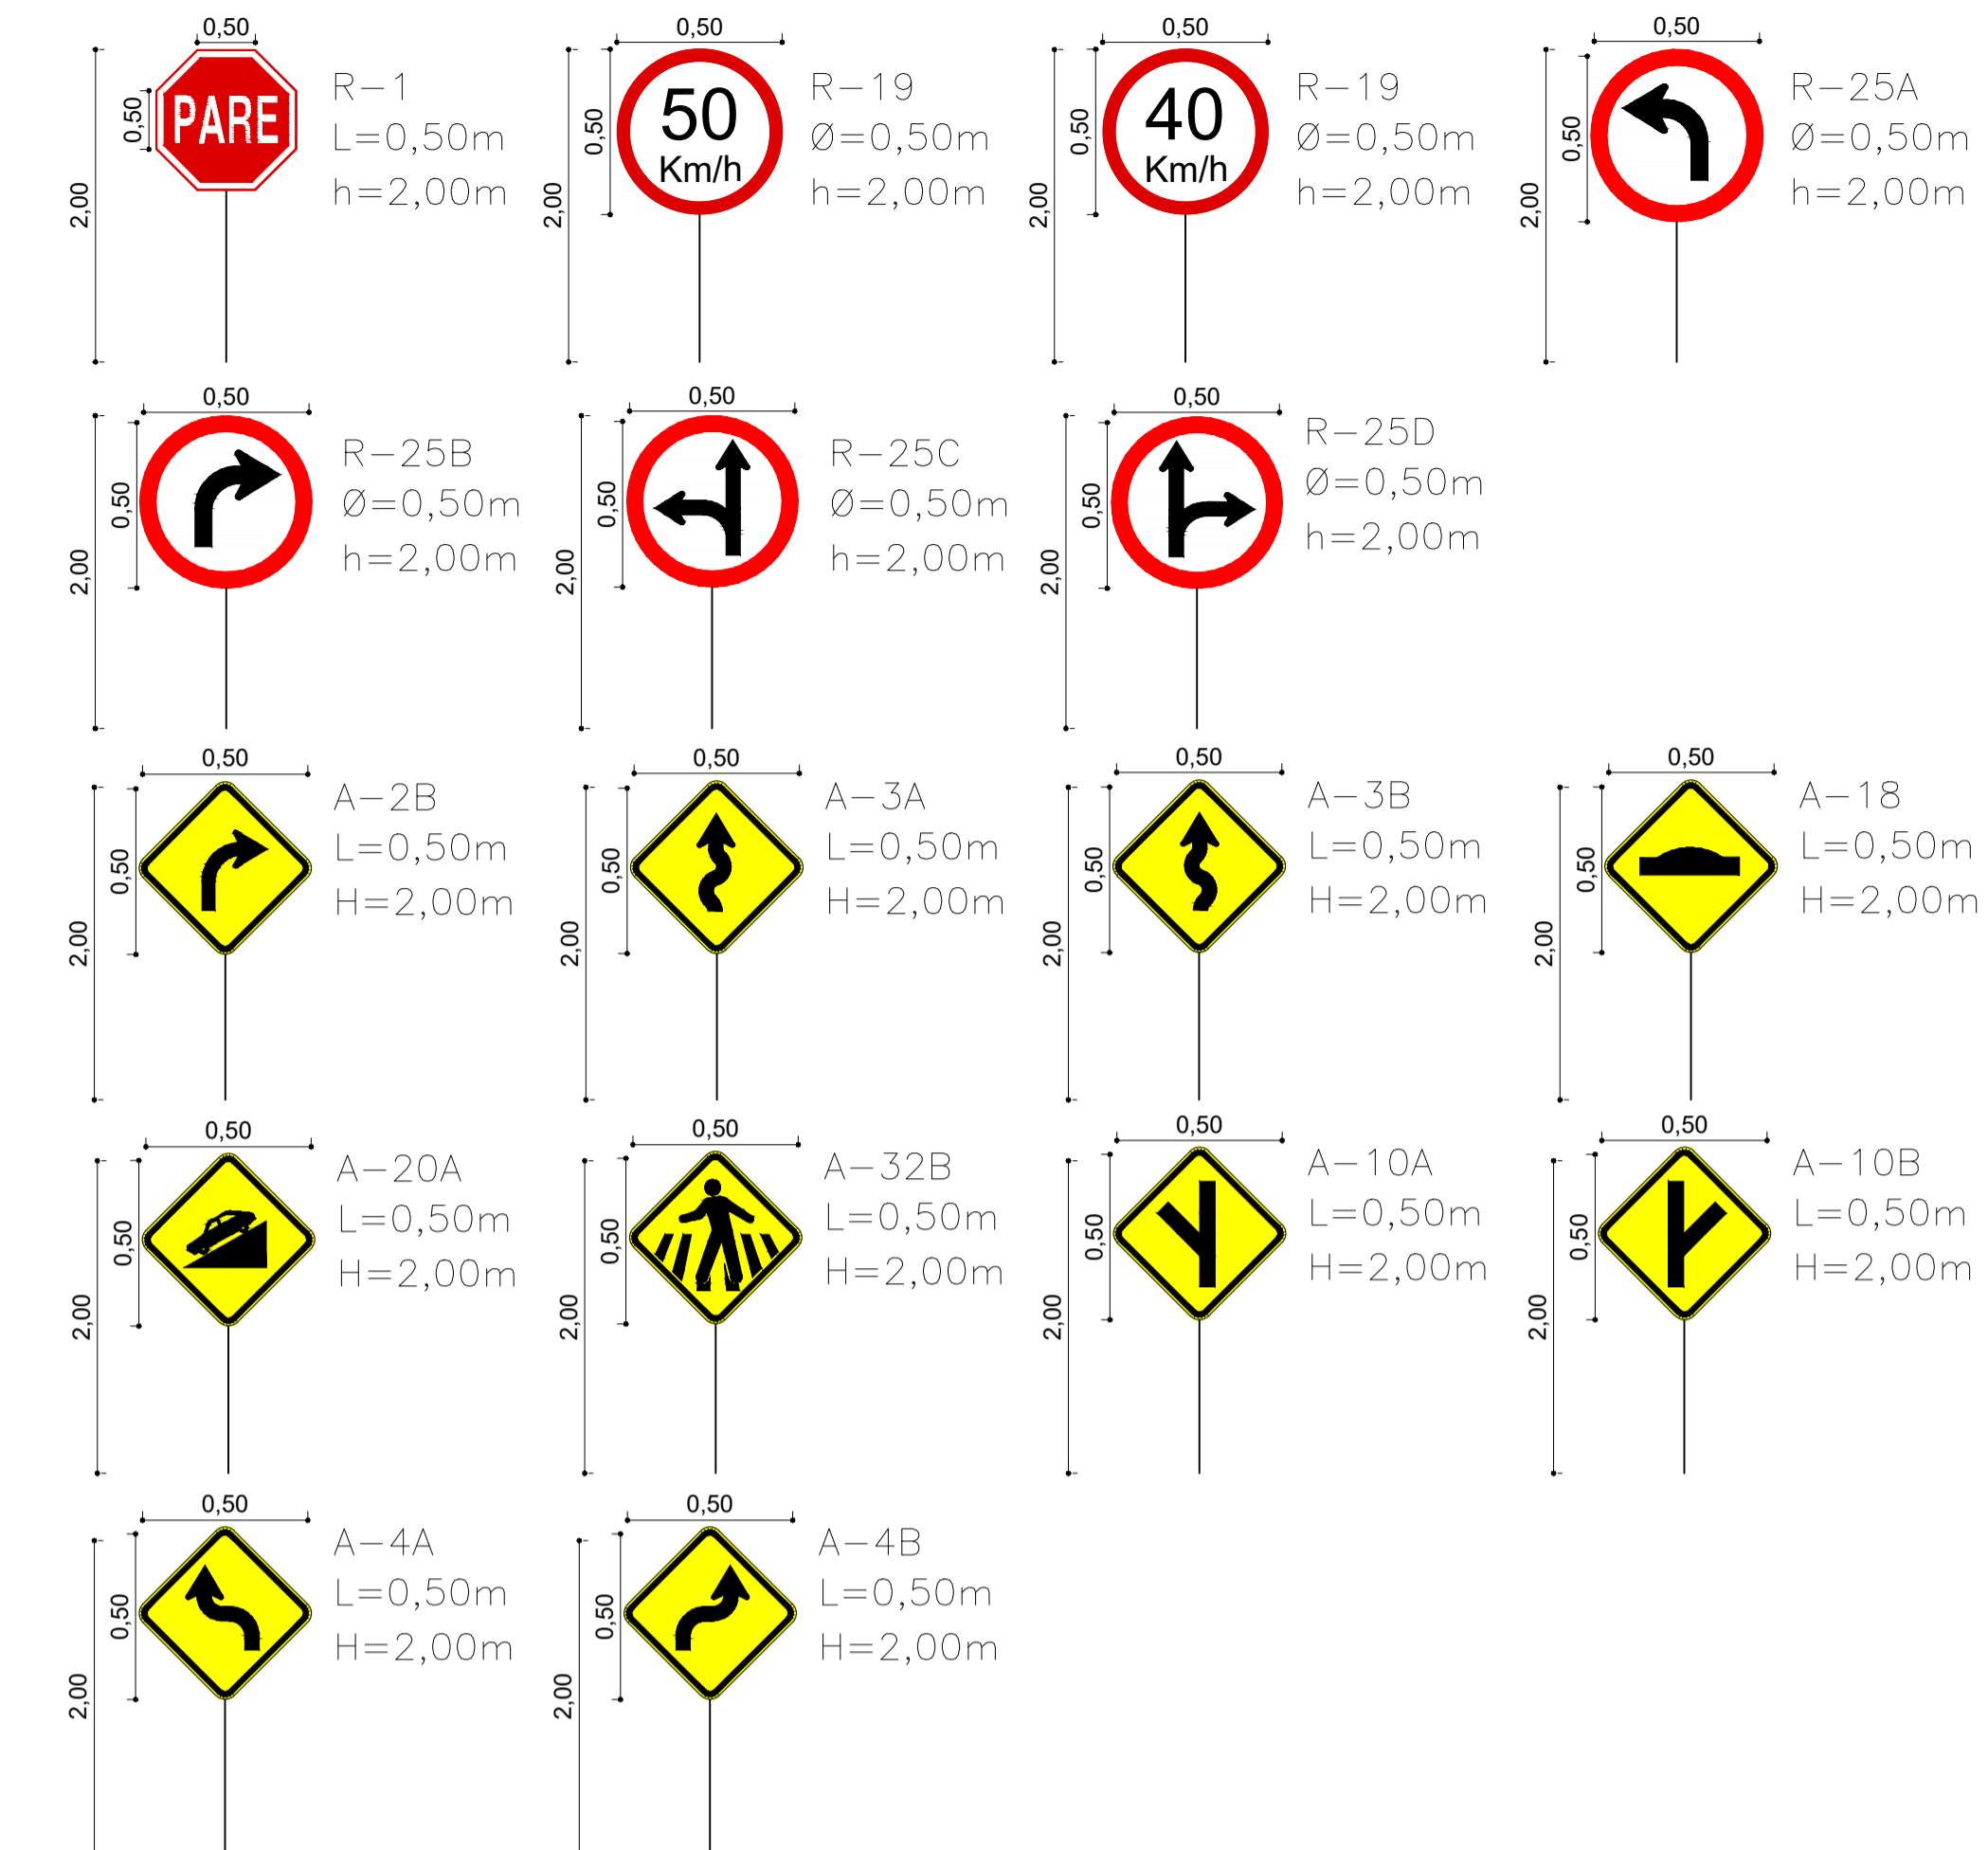 0,50
0,50
2,00
PARE
R-1
L=0,50m
h=2,00m
0,50
0,50
2,00
50
Km/h
R-19
Ø=0,50m
h=2,00m
0,50
0,50
2,00
40
Km/h
R-19
Ø=0,50m
h=2,00m
0,50
0,50
2,00
R-25A
Ø=0,50m
h=2,00m
0,50
0,50
2,00
R-25B
Ø=0,50m
h=2,00m
0,50
0,50
2,00
R-25C
Ø=0,50m
h=2,00m
0,50
0,50
2,00
R-25D
Ø=0,50m
h=2,00m
0,50
0,50
2,00
A-2B
L=0,50m
H=2,00m
0,50
0,50
2,00
A-3A
L=0,50m
H=2,00m
0,50
0,50
2,00
A-3B
L=0,50m
H=2,00m
0,50
0,50
2,00
A-18
L=0,50m
H=2,00m
0,50
0,50
2,00
A-20A
L=0,50m
H=2,00m
0,50
0,50
2,00
A-32B
L=0,50m
H=2,00m
0,50
0,50
2,00
A-10A
L=0,50m
H=2,00m
0,50
0,50
2,00
A-10B
L=0,50m
H=2,00m
0,50
0,50
2,00
A-4A
L=0,50m
H=2,00m
0,50
0,50
2,00
A-4B
L=0,50m
H=2,00m